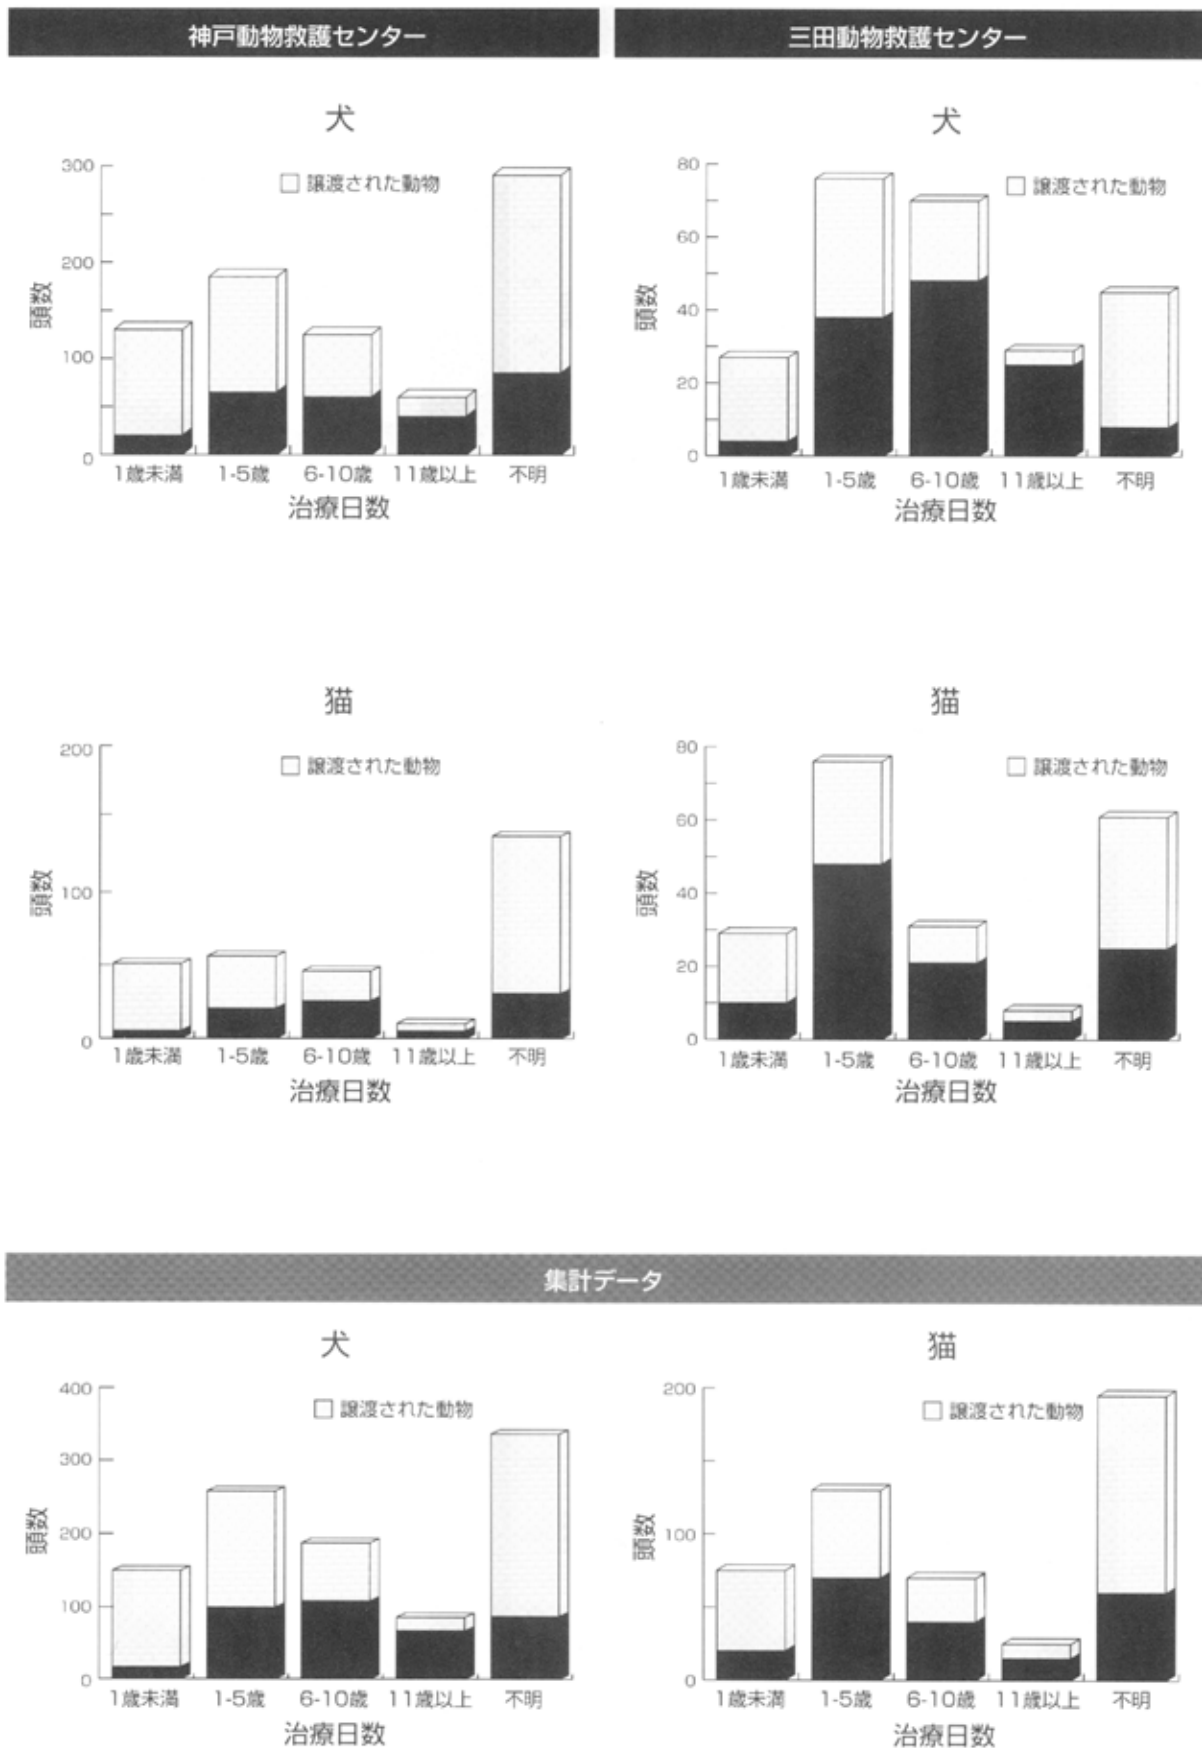 神戸動物救護センター
三田動物救護センター
犬
300
200
100
0
頭数
譲渡された動物
1歳未満
1-5歳
6-10歳
11歳以上
不明
治療日数
犬
80
60
40
20
0
頭数
譲渡された動物
1歳未満
1-5歳
6-10歳
11歳以上
不明
治療日数
猫
200
100
0
頭数
譲渡された動物
1歳未満
1-5歳
6-10歳
11歳以上
不明
治療日数
猫
80
60
40
20
0
頭数
譲渡された動物
1歳未満
1-5歳
6-10歳
11歳以上
不明
治療日数
集計データ
犬
400
300
200
100
0
頭数
譲渡された動物
1歳未満
1-5歳
6-10歳
11歳以上
不明
治療日数
猫
200
100
0
頭数
譲渡された動物
1歳未満
1-5歳
6-10歳
11歳以上
不明
治療日数